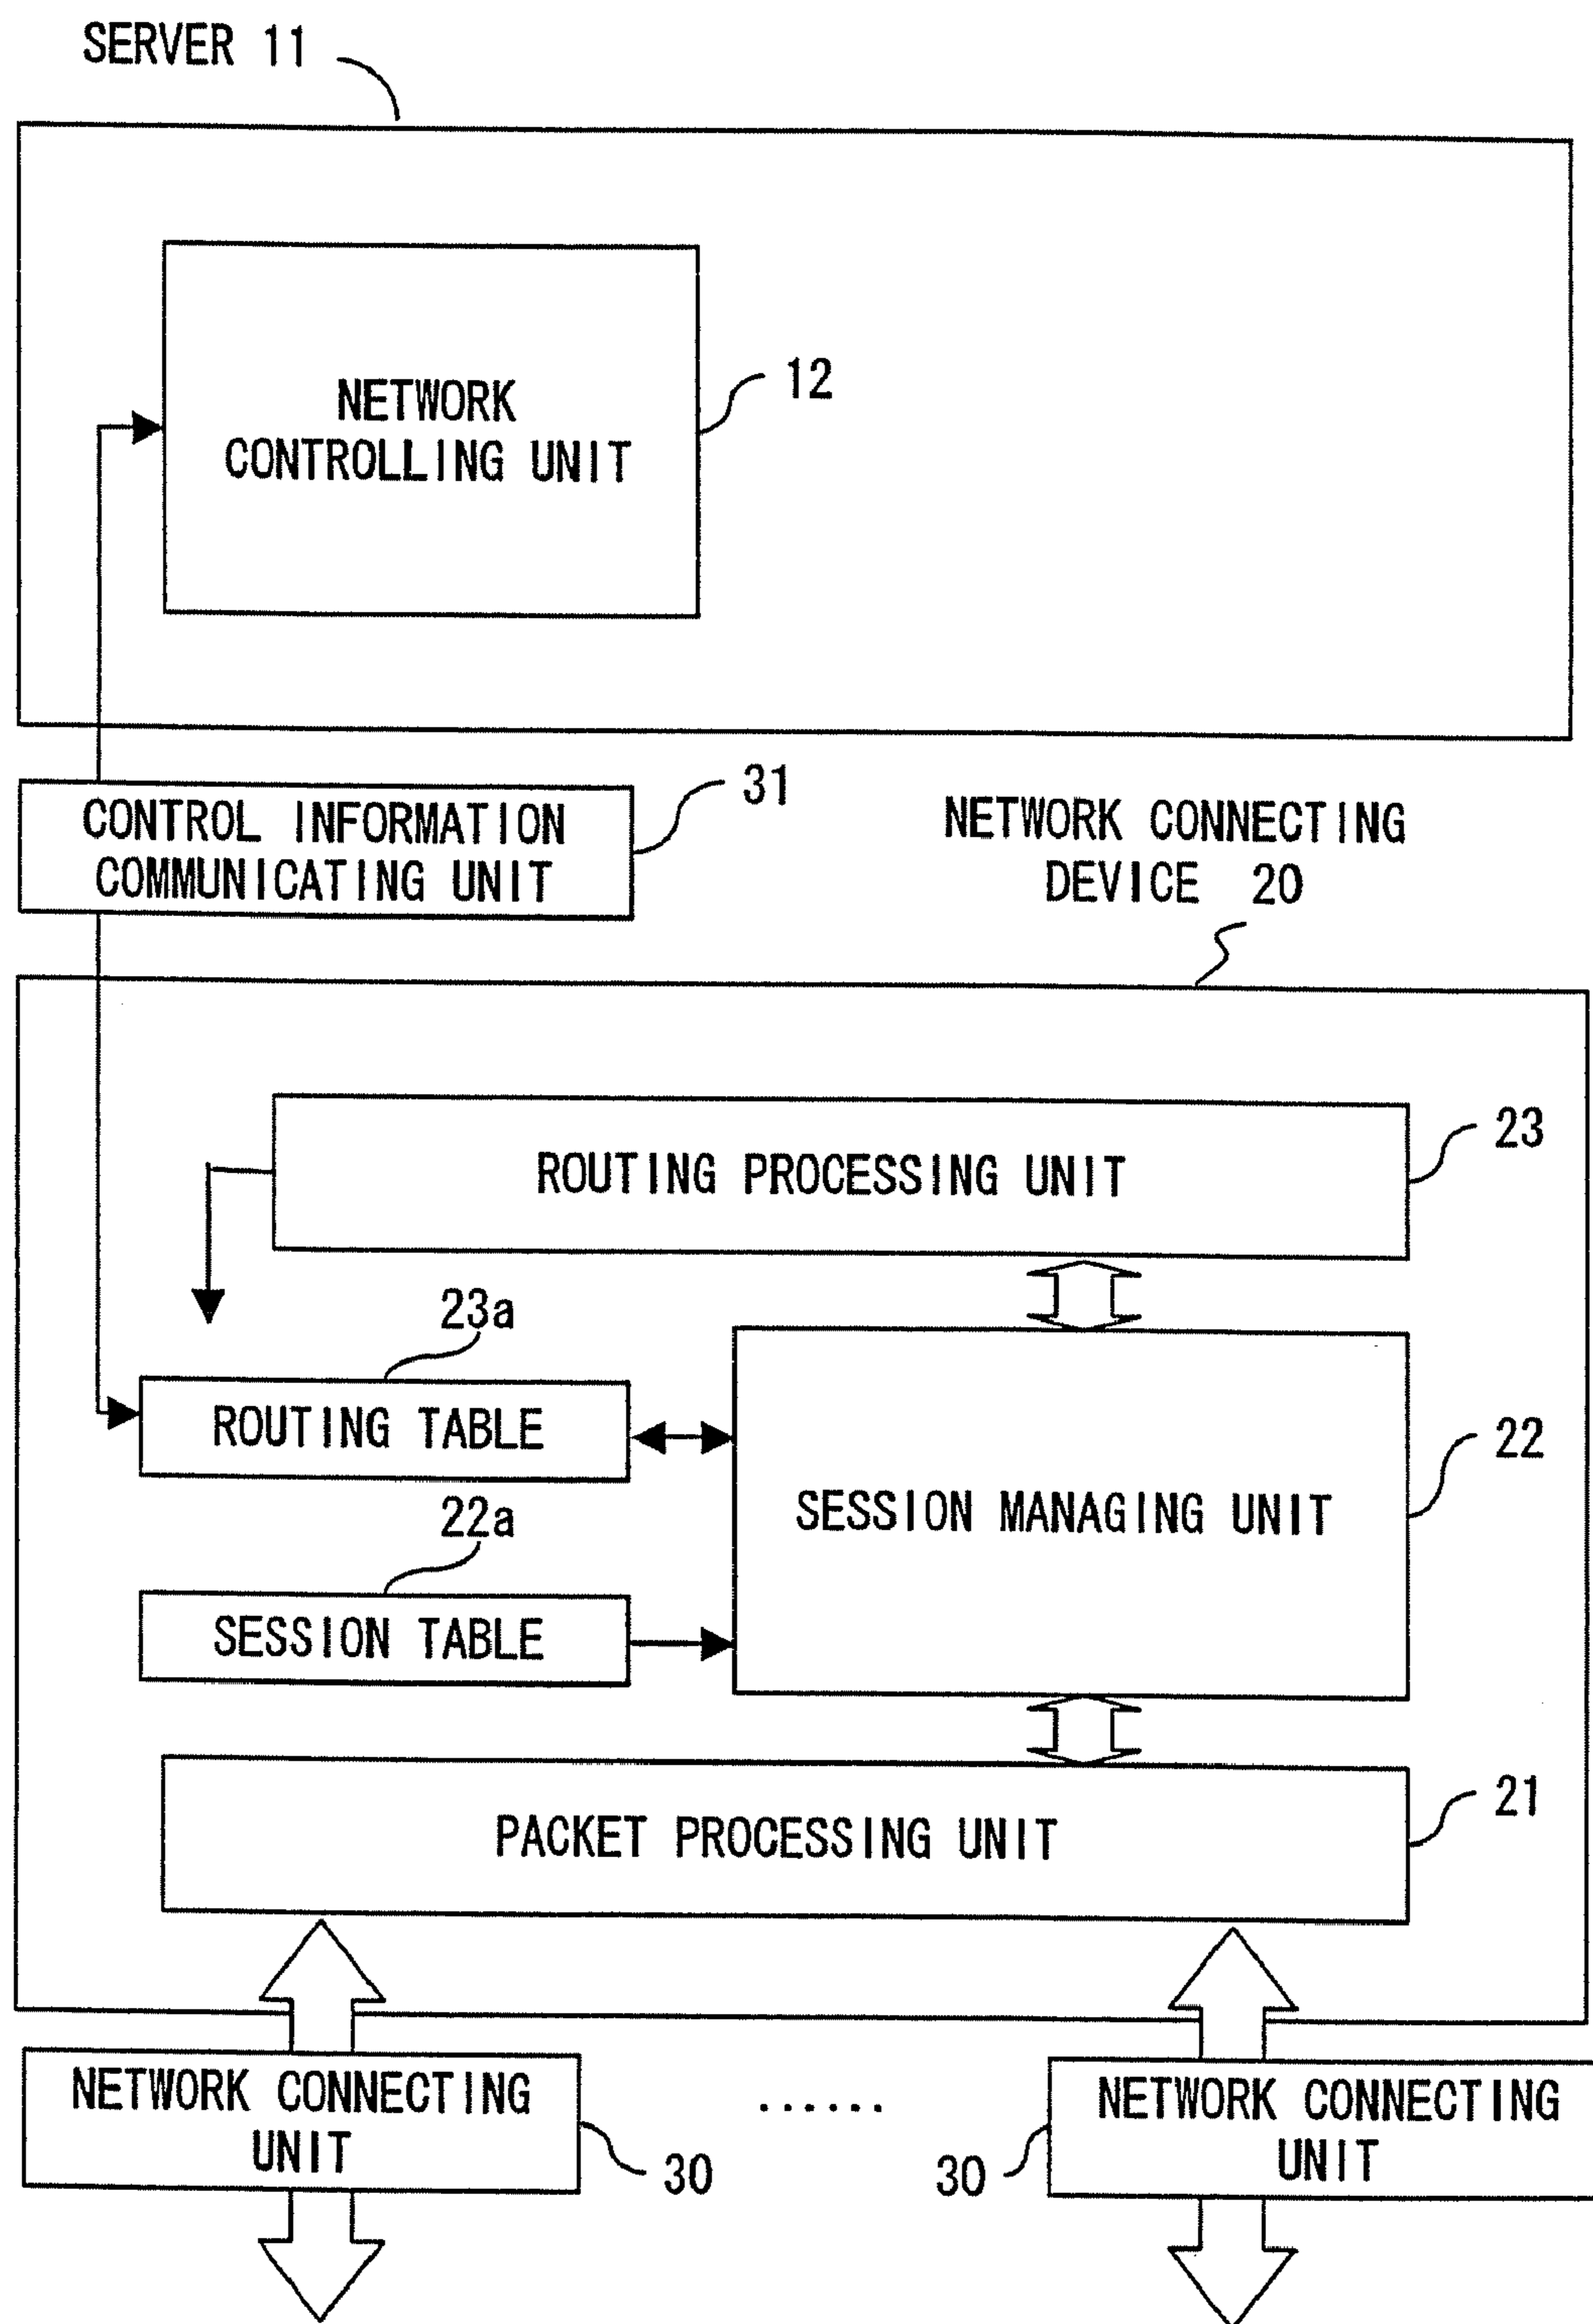 SERVER 11
NETWORK
CONTROLLING UNIT
12
CONTROL INFORMATION
COMMUNICATING UNIT
31
NETWORK CONNECTING
DEVICE 20
ROUTING PROCESSING UNIT
23
23a
ROUTING TABLE
22a
SESSION TABLE
SESSION MANAGING UNIT
22
PACKET PROCESSING UNIT
21
NETWORK CONNECTING
UNIT
30
......
30
NETWORK CONNECTING
UNIT